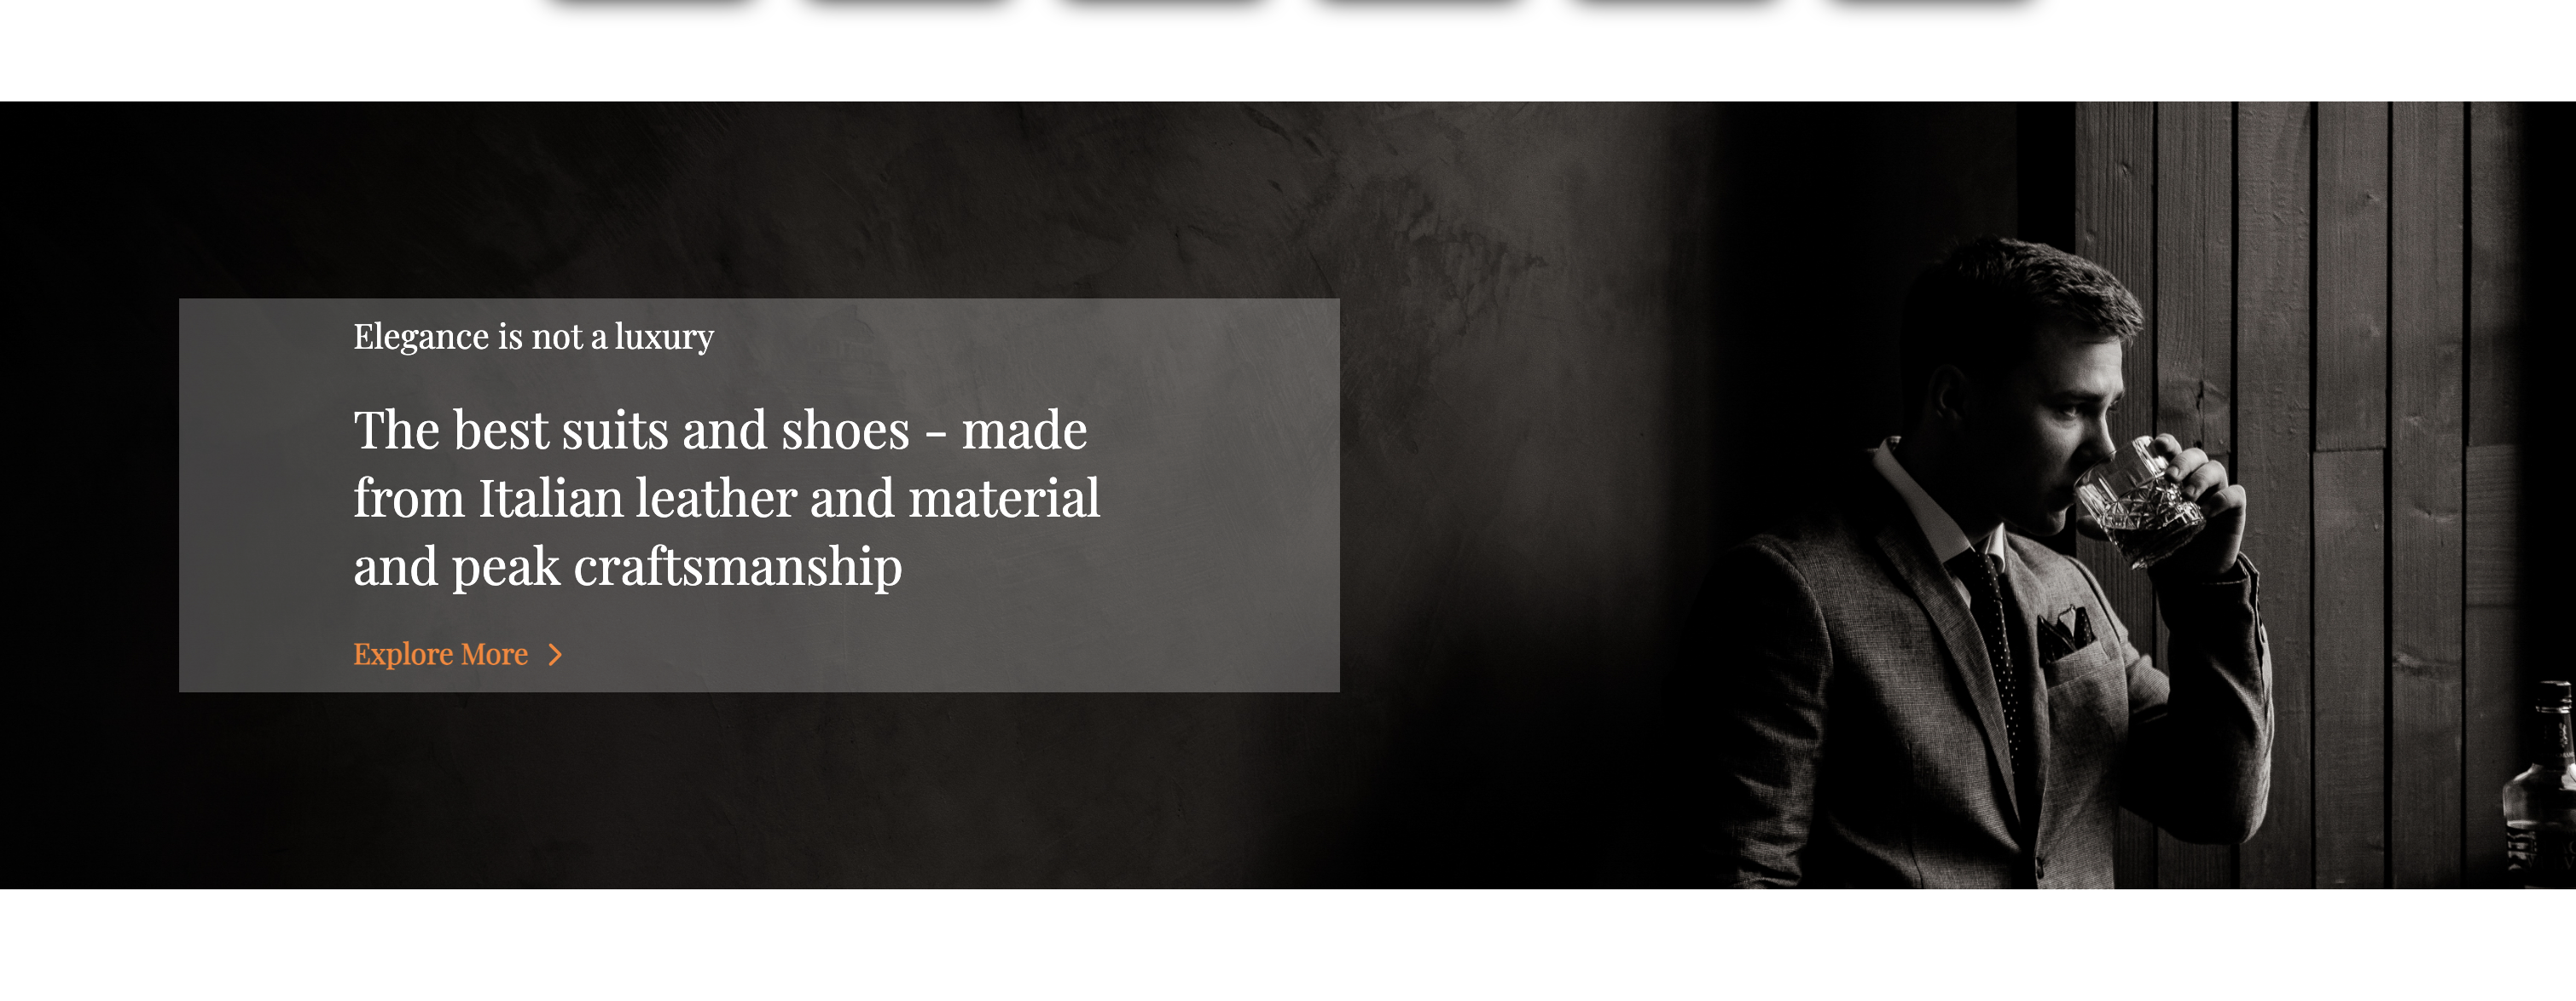 Elegance is not a luxury
The best suits and shoes - made
from Italian leather and material
and peak craftsmanship
Explore More